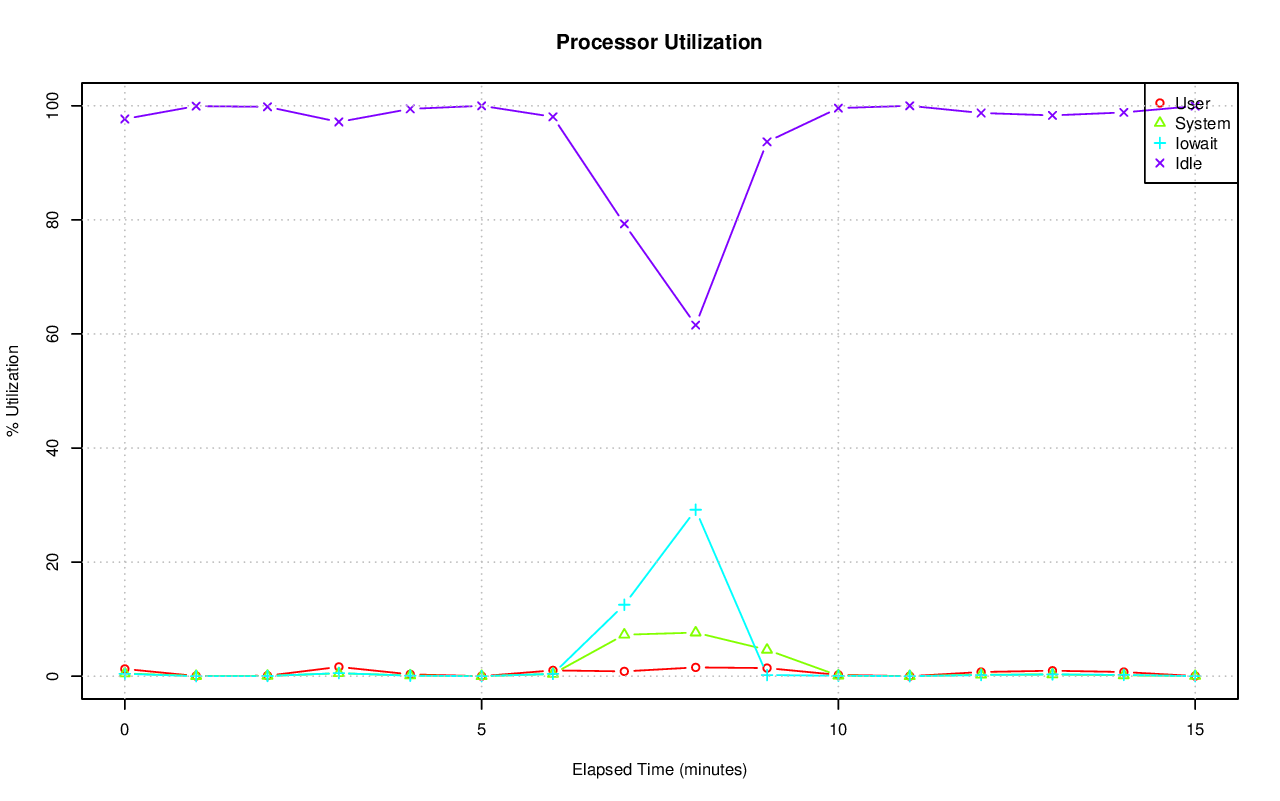 Processor Utilization
User
System
Iowait
Idle
% Utilization
100
80
60
40
20
0
0 5 10 15
Elapsed Time (minutes)